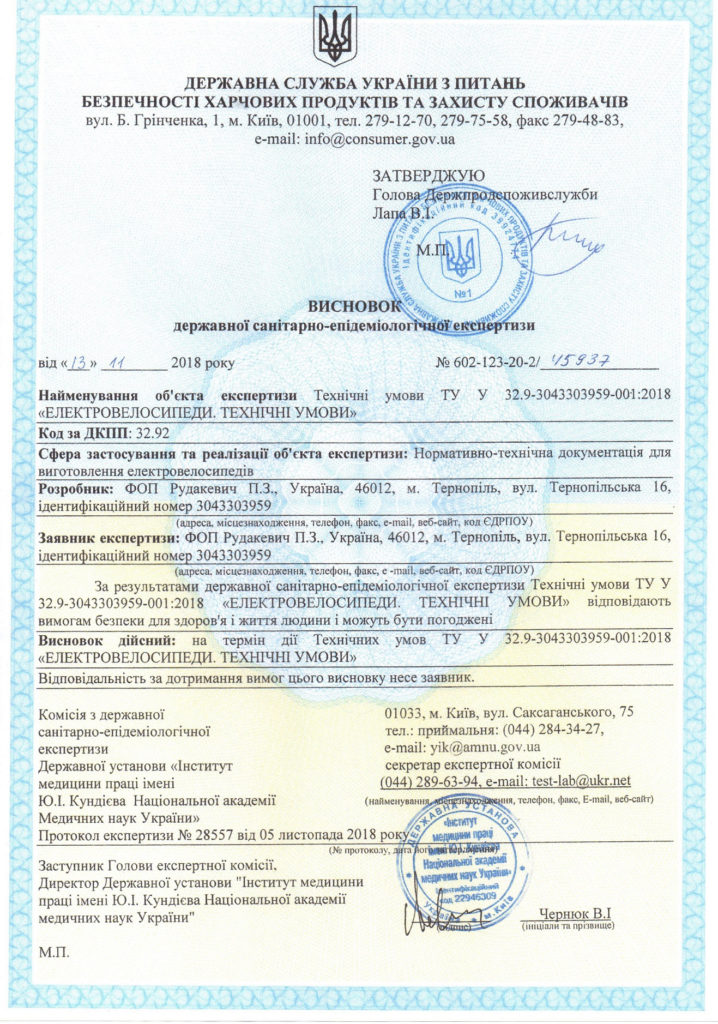 ДЕРЖАВНА СЛУЖБА УКРАЇНИ З ПИТАНЬ
БЕЗПЕЧНОСТІ ХАРЧОВИХ ПРОДУКТІВ ТА ЗАХИСТУ СПОЖИВАЧІВ
вул. Б. Грінченка, 1, м. Київ, 01001, тел. 279-12-70, 279-75-58, факс 279-48-83,
e-mail: info@consumer.gov.ua
ЗАТВЕРДЖУЮ
Голова Держпродспоживслужби
Лапа В.І.
М.П.
№1
ВИСНОВОК
державної санітарно-епідеміологічної експертизи
від «13» 11 2018 року № 602-123-20-2/45937
Найменування об'єкта експертизи Технічні умови ТУ У 32.9-3043303959-001:2018
«ЕЛЕКТРОВЕЛОСИПЕДИ. ТЕХНІЧНІ УМОВИ»
Код за ДКПП: 32.92
Сфера застосування та реалізації об'єкта експертизи: Нормативно-технічна документація для
виготовлення електровелосипедів
Розробник: ФОП Рудакевич П.З., Україна, 46012, м. Тернопіль, вул. Тернопільська 16,
ідентифікаційний номер 3043303959
(адреса, місцезнаходження, телефон, факс, e-mail, веб-сайт, код ЄДРПОУ)
Заявник експертизи: ФОП Рудакевич П.З., Україна, 46012, м. Тернопіль, вул. Тернопільська 16,
ідентифікаційний номер 3043303959
(адреса, місцезнаходження, телефон, факс, e -mail, веб-сайт, код ЄДРПОУ)
За результатами державної санітарно-епідеміологічної експертизи Технічні умови ТУ У
32.9-3043303959-001:2018 «ЕЛЕКТРОВЕЛОСИПЕДИ. ТЕХНІЧНІ УМОВИ» відповідають
вимогам безпеки для здоров'я і життя людини і можуть бути погоджені
Висновок дійсний: на термін дії Технічних умов ТУ У 32.9-3043303959-001:2018
«ЕЛЕКТРОВЕЛОСИПЕДИ. ТЕХНІЧНІ УМОВИ»
Відповідальність за дотримання вимог цього висновку несе заявник.
Комісія з державної
санітарно-епідеміологічної
експертизи
Державної установи «Інститут
медицини праці імені
Ю.І. Кундієва Національної академії
Медичних наук України»
01033, м. Київ, вул. Саксаганського, 75
тел.: приймальня: (044) 284-34-27,
e-mail: yik@amnu.gov.ua
секретар експертної комісії
(044) 289-63-94, e-mail: test-lab@ukr.net
(найменування, місцезнаходження, телефон, факс, E-mail, веб-сайт)
Протокол експертизи № 28557 від 05 листопада 2018 року
(№ протоколу, дата його затвердження)
Заступник Голови експертної комісії,
Директор Державної установи "Інститут медицини
праці імені Ю.І. Кундієва Національної академії
медичних наук України"
ДЕРЖАВНА УСТАНОВА
«Інститут
медицини праці
імені Ю.І. Кундієва
Національної академії
медичних наук України»
Ідентифікаційний
код 22946309
Україна * м. Київ
(підпис)
Чернюк В.І
(ініціали та прізвище)
М.П.